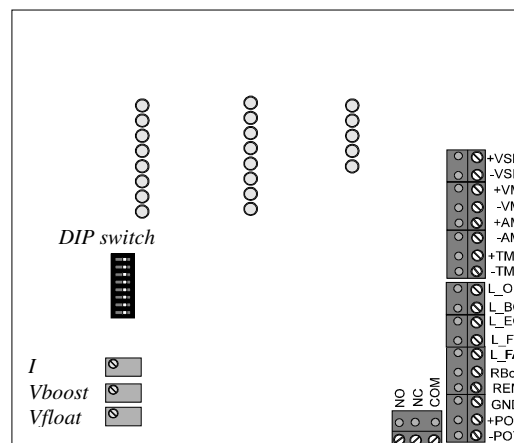 DIP switch
I
Vboost
Vfloat
NO
NC
COM
+VS
-VS
+VM
-VM
+AM
-AM
+TM
-TM
L_O
L_B
L_E
L_F
L_FA
RBo
REM
GND
+PO
-PO